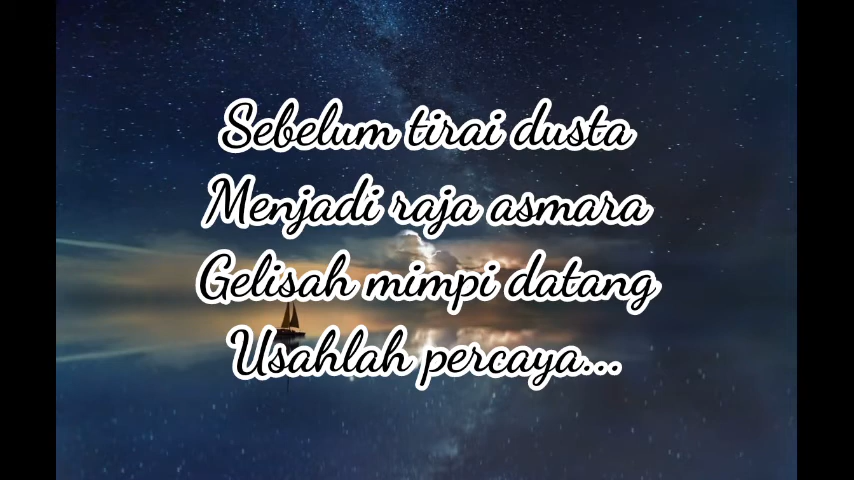 Sebelum tirai dusta
Menjadi raja asmara
Gelisah mimpi datang
Usahlah percaya...